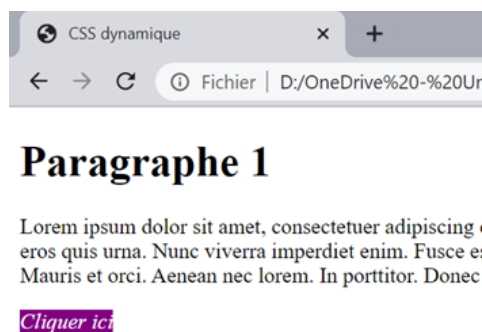 CSS dynamique
Fichier | D:/OneDrive%20-%20Un
Paragraphe 1
Lorem ipsum dolor sit amet, consectetuer adipiscing
eros quis urna. Nunc viverra imperdiet enim. Fusce
Mauris et orci. Aenean nec lorem. In porttitor. Donec
Cliquer ici